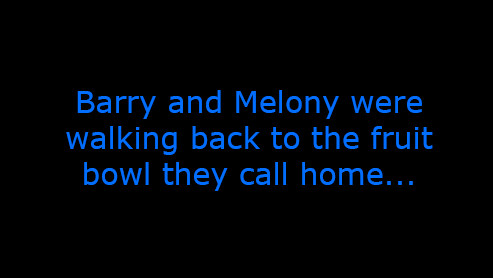 Barry and Melony were
walking back to the fruit
bowl they call home...